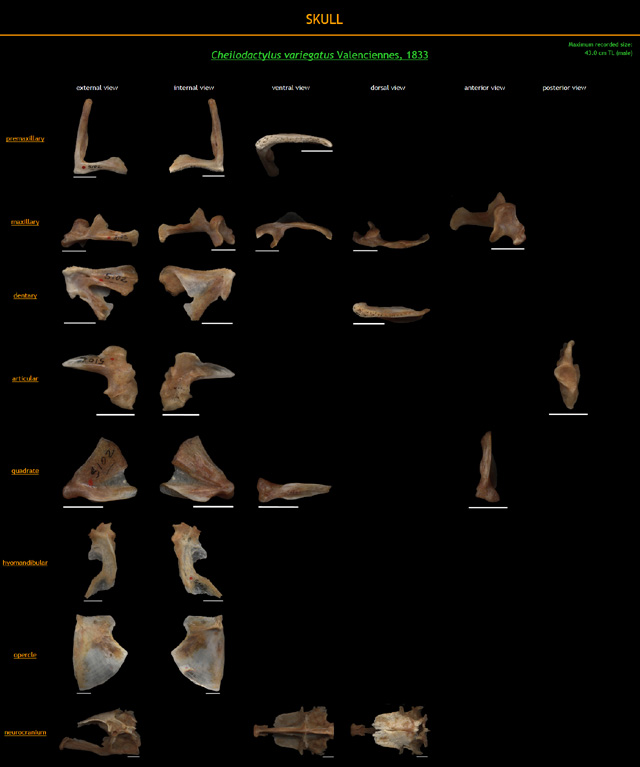 SKULL
Maximum recorded size:
43.0 cm TL (male)
Cheilodactylus variegatus Valenciennes, 1833
external view internal view ventral view dorsal view anterior view posterior view
premaxillary
maxillary
dentary
articular
quadrate
hyomandibular
opercle
neurocranium